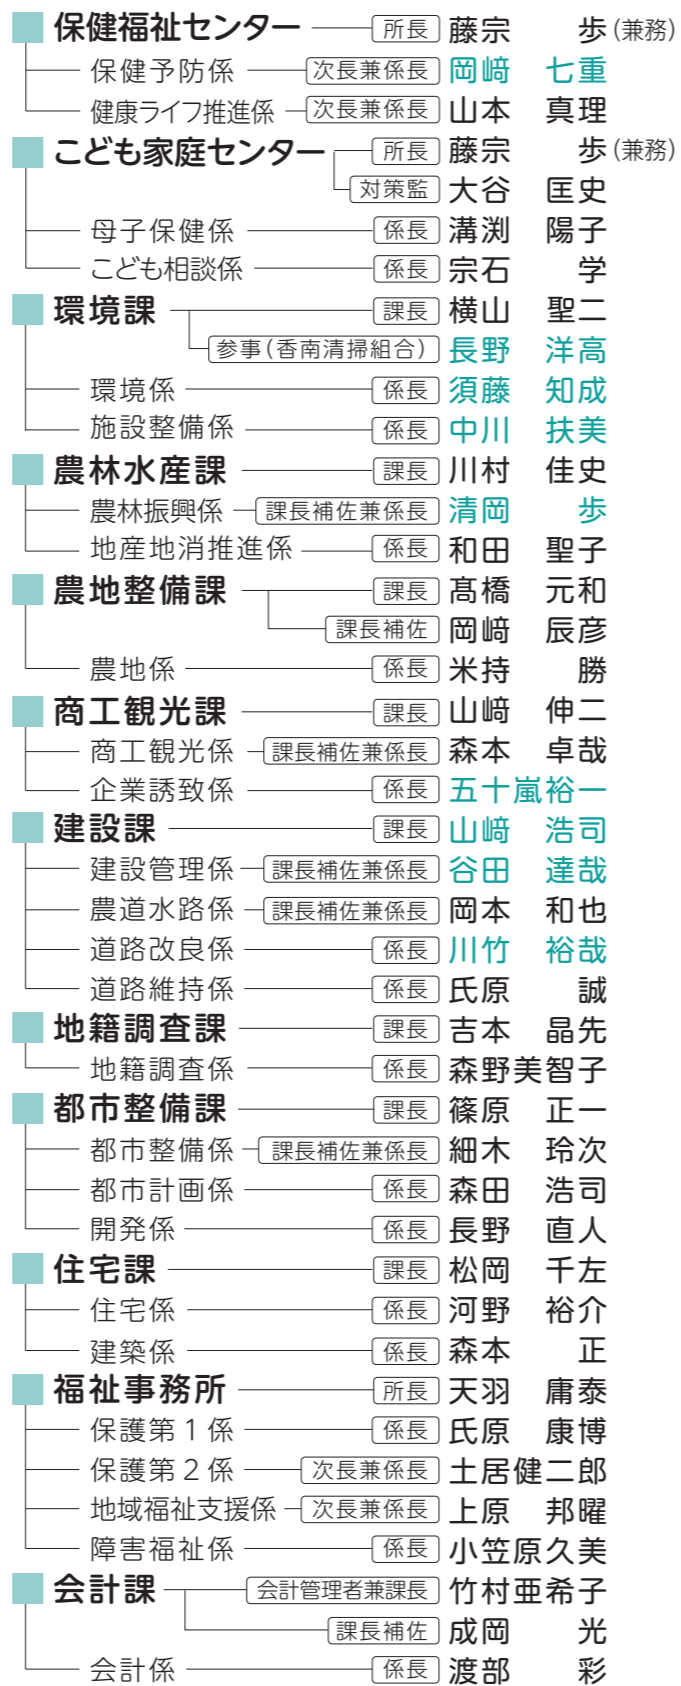 保健福祉センター 所長 藤宗 歩(兼務)
保健予防係 次長兼係長 岡﨑 七重
健康ライフ推進係 次長兼係長 山本 真理
こども家庭センター 所長 藤宗 歩(兼務)
対策監 大谷 匡史
母子保健係 係長 溝渕 陽子
こども相談係 係長 宗石 学
環境課 課長 横山 聖二
参事(香南清掃組合) 長野 洋高
環境係 係長 須藤 知成
施設整備係 係長 中川 扶美
農林水産課 課長 川村 佳史
農林振興係 課長補佐兼係長 清岡 歩
地産地消推進係 係長 和田 聖子
農地整備課 課長 髙橋 元和
課長補佐 岡﨑 辰彦
農地係 係長 米持 勝
商工観光課 課長 山﨑 伸二
商工観光係 課長補佐兼係長 森本 卓哉
企業誘致係 係長 五十嵐裕一
建設課 課長 山﨑 浩司
建設管理係 課長補佐兼係長 谷田 達哉
農道水路係 課長補佐兼係長 岡本 和也
道路改良係 係長 川竹 裕哉
道路維持係 係長 氏原 誠
地籍調査課 課長 吉本 晶先
地籍調査係 係長 森野美智子
都市整備課 課長 篠原 正一
都市整備係 課長補佐兼係長 細木 玲次
都市計画係 係長 森田 浩司
開発係 係長 長野 直人
住宅課 課長 松岡 千左
住宅係 係長 河野 裕介
建築係 係長 森本 正
福祉事務所 所長 天羽 庸泰
保護第1係 係長 氏原 康博
保護第2係 次長兼係長 土居健二郎
地域福祉支援係 次長兼係長 上原 邦曜
障害福祉係 係長 小笠原久美
会計課 会計管理者兼課長 竹村亜希子
課長補佐 成岡 光
会計係 係長 渡部 彩